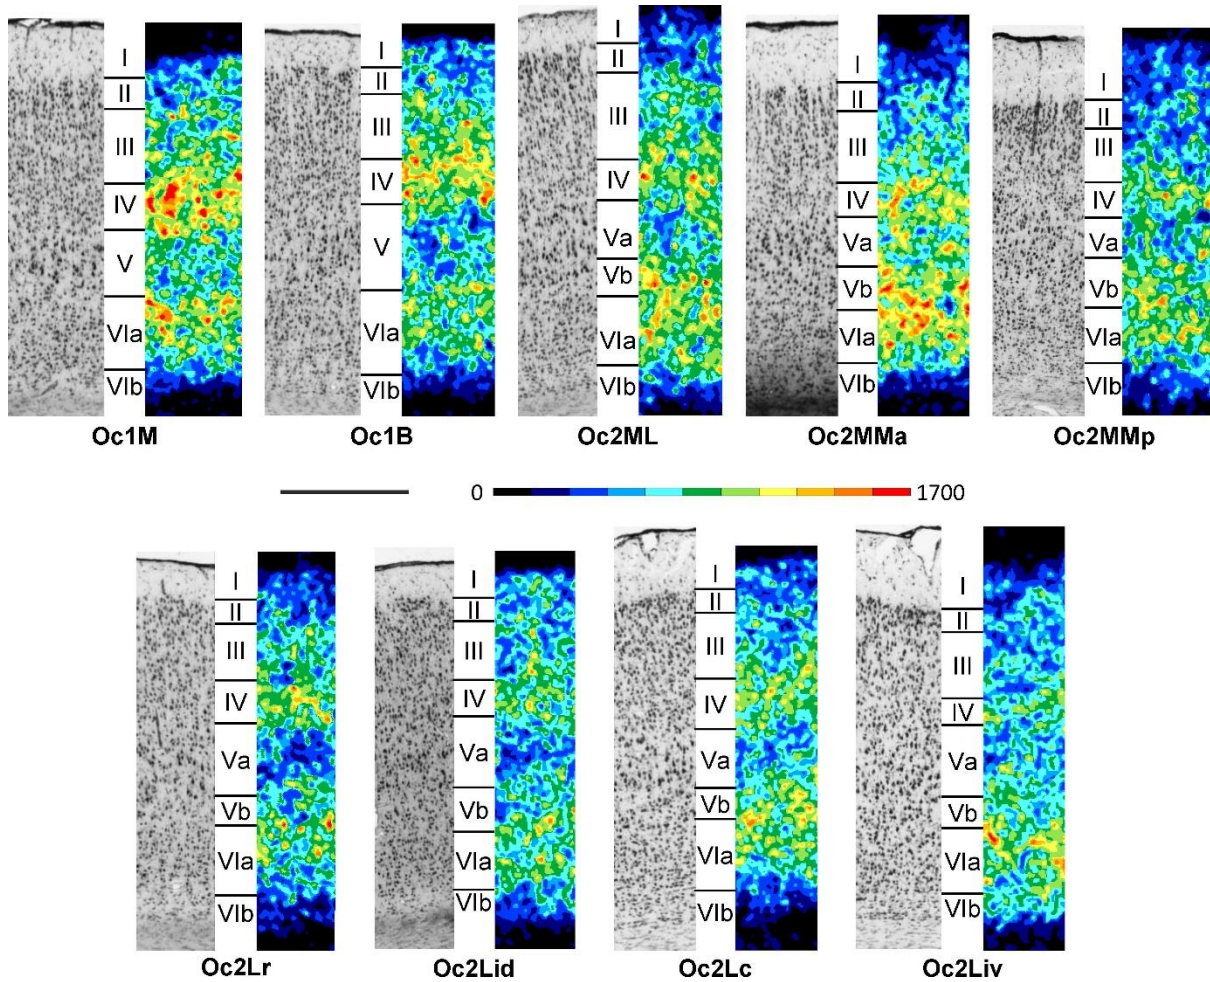 I
II
III
IV
V
VIa
VIb
Oc1M
I
II
III
IV
V
VIa
VIb
Oc1B
I
II
III
IV
Va
Vb
VIa
VIb
Oc2ML
I
II
III
IV
Va
Vb
VIa
VIb
Oc2MMa
I
II
III
IV
Va
Vb
VIa
VIb
Oc2MMp
0 1700
I
II
III
IV
Va
Vb
VIa
VIb
Oc2Lr
I
II
III
IV
Va
Vb
VIa
VIb
Oc2Lid
I
II
III
IV
Va
Vb
VIa
VIb
Oc2Lc
I
II
III
IV
Va
Vb
VIa
VIb
Oc2Liv